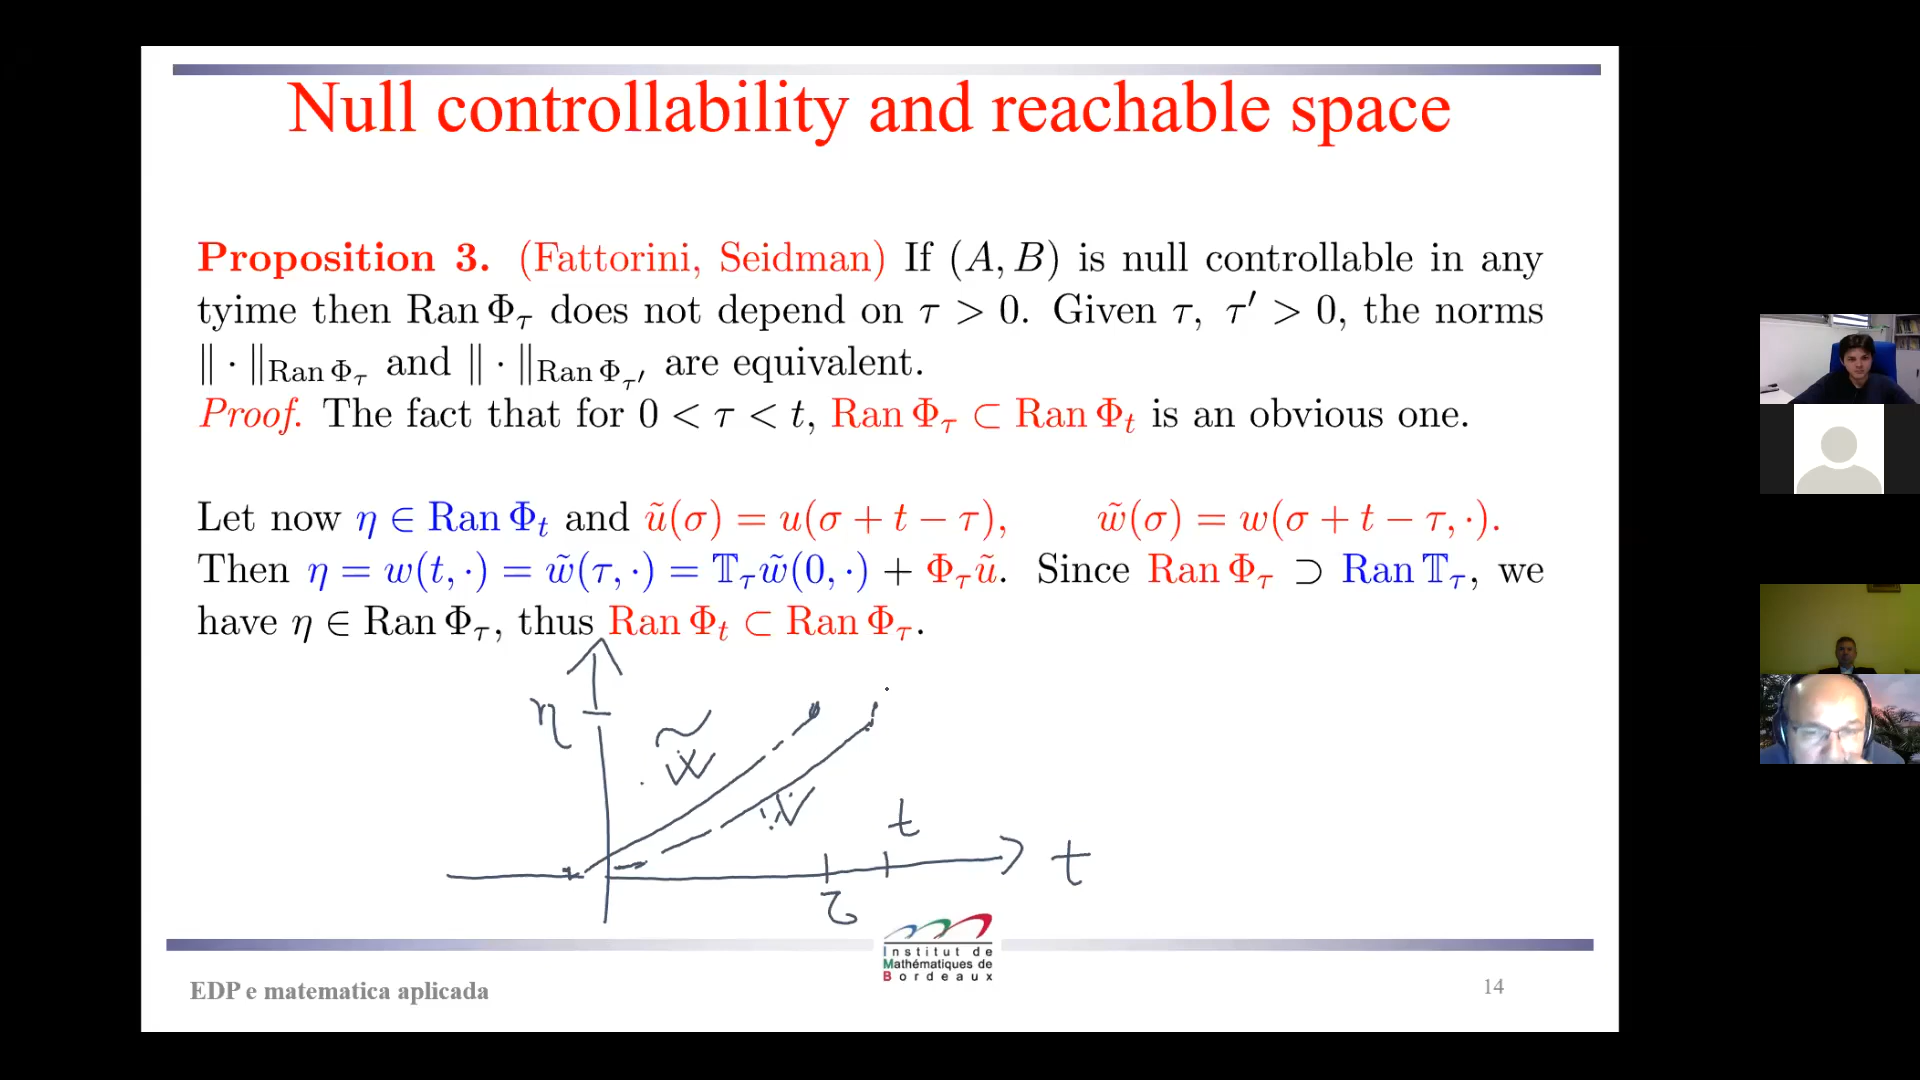 Null controllability and reachable space
Proposition 3. (Fattorini, Seidman) If (A, B) is null controllable in any
tyime then Ran Φ_τ does not depend on τ > 0. Given τ, τ′ > 0, the norms
‖ · ‖_{Ran Φ_τ} and ‖ · ‖_{Ran Φ_{τ′}} are equivalent.
Proof. The fact that for 0 < τ < t, Ran Φ_τ ⊂ Ran Φ_t is an obvious one.
Let now η ∈ Ran Φ_t and ũ(σ) = u(σ + t − τ), w̃(σ) = w(σ + t − τ, ·).
Then η = w(t, ·) = w̃(τ, ·) = 𝕋_τ w̃(0, ·) + Φ_τ ũ. Since Ran Φ_τ ⊃ Ran 𝕋_τ, we
have η ∈ Ran Φ_τ, thus Ran Φ_t ⊂ Ran Φ_τ.
η
w̃
w
t
t
τ
Institut de
Mathématiques de
Bordeaux
EDP e matematica aplicada
14